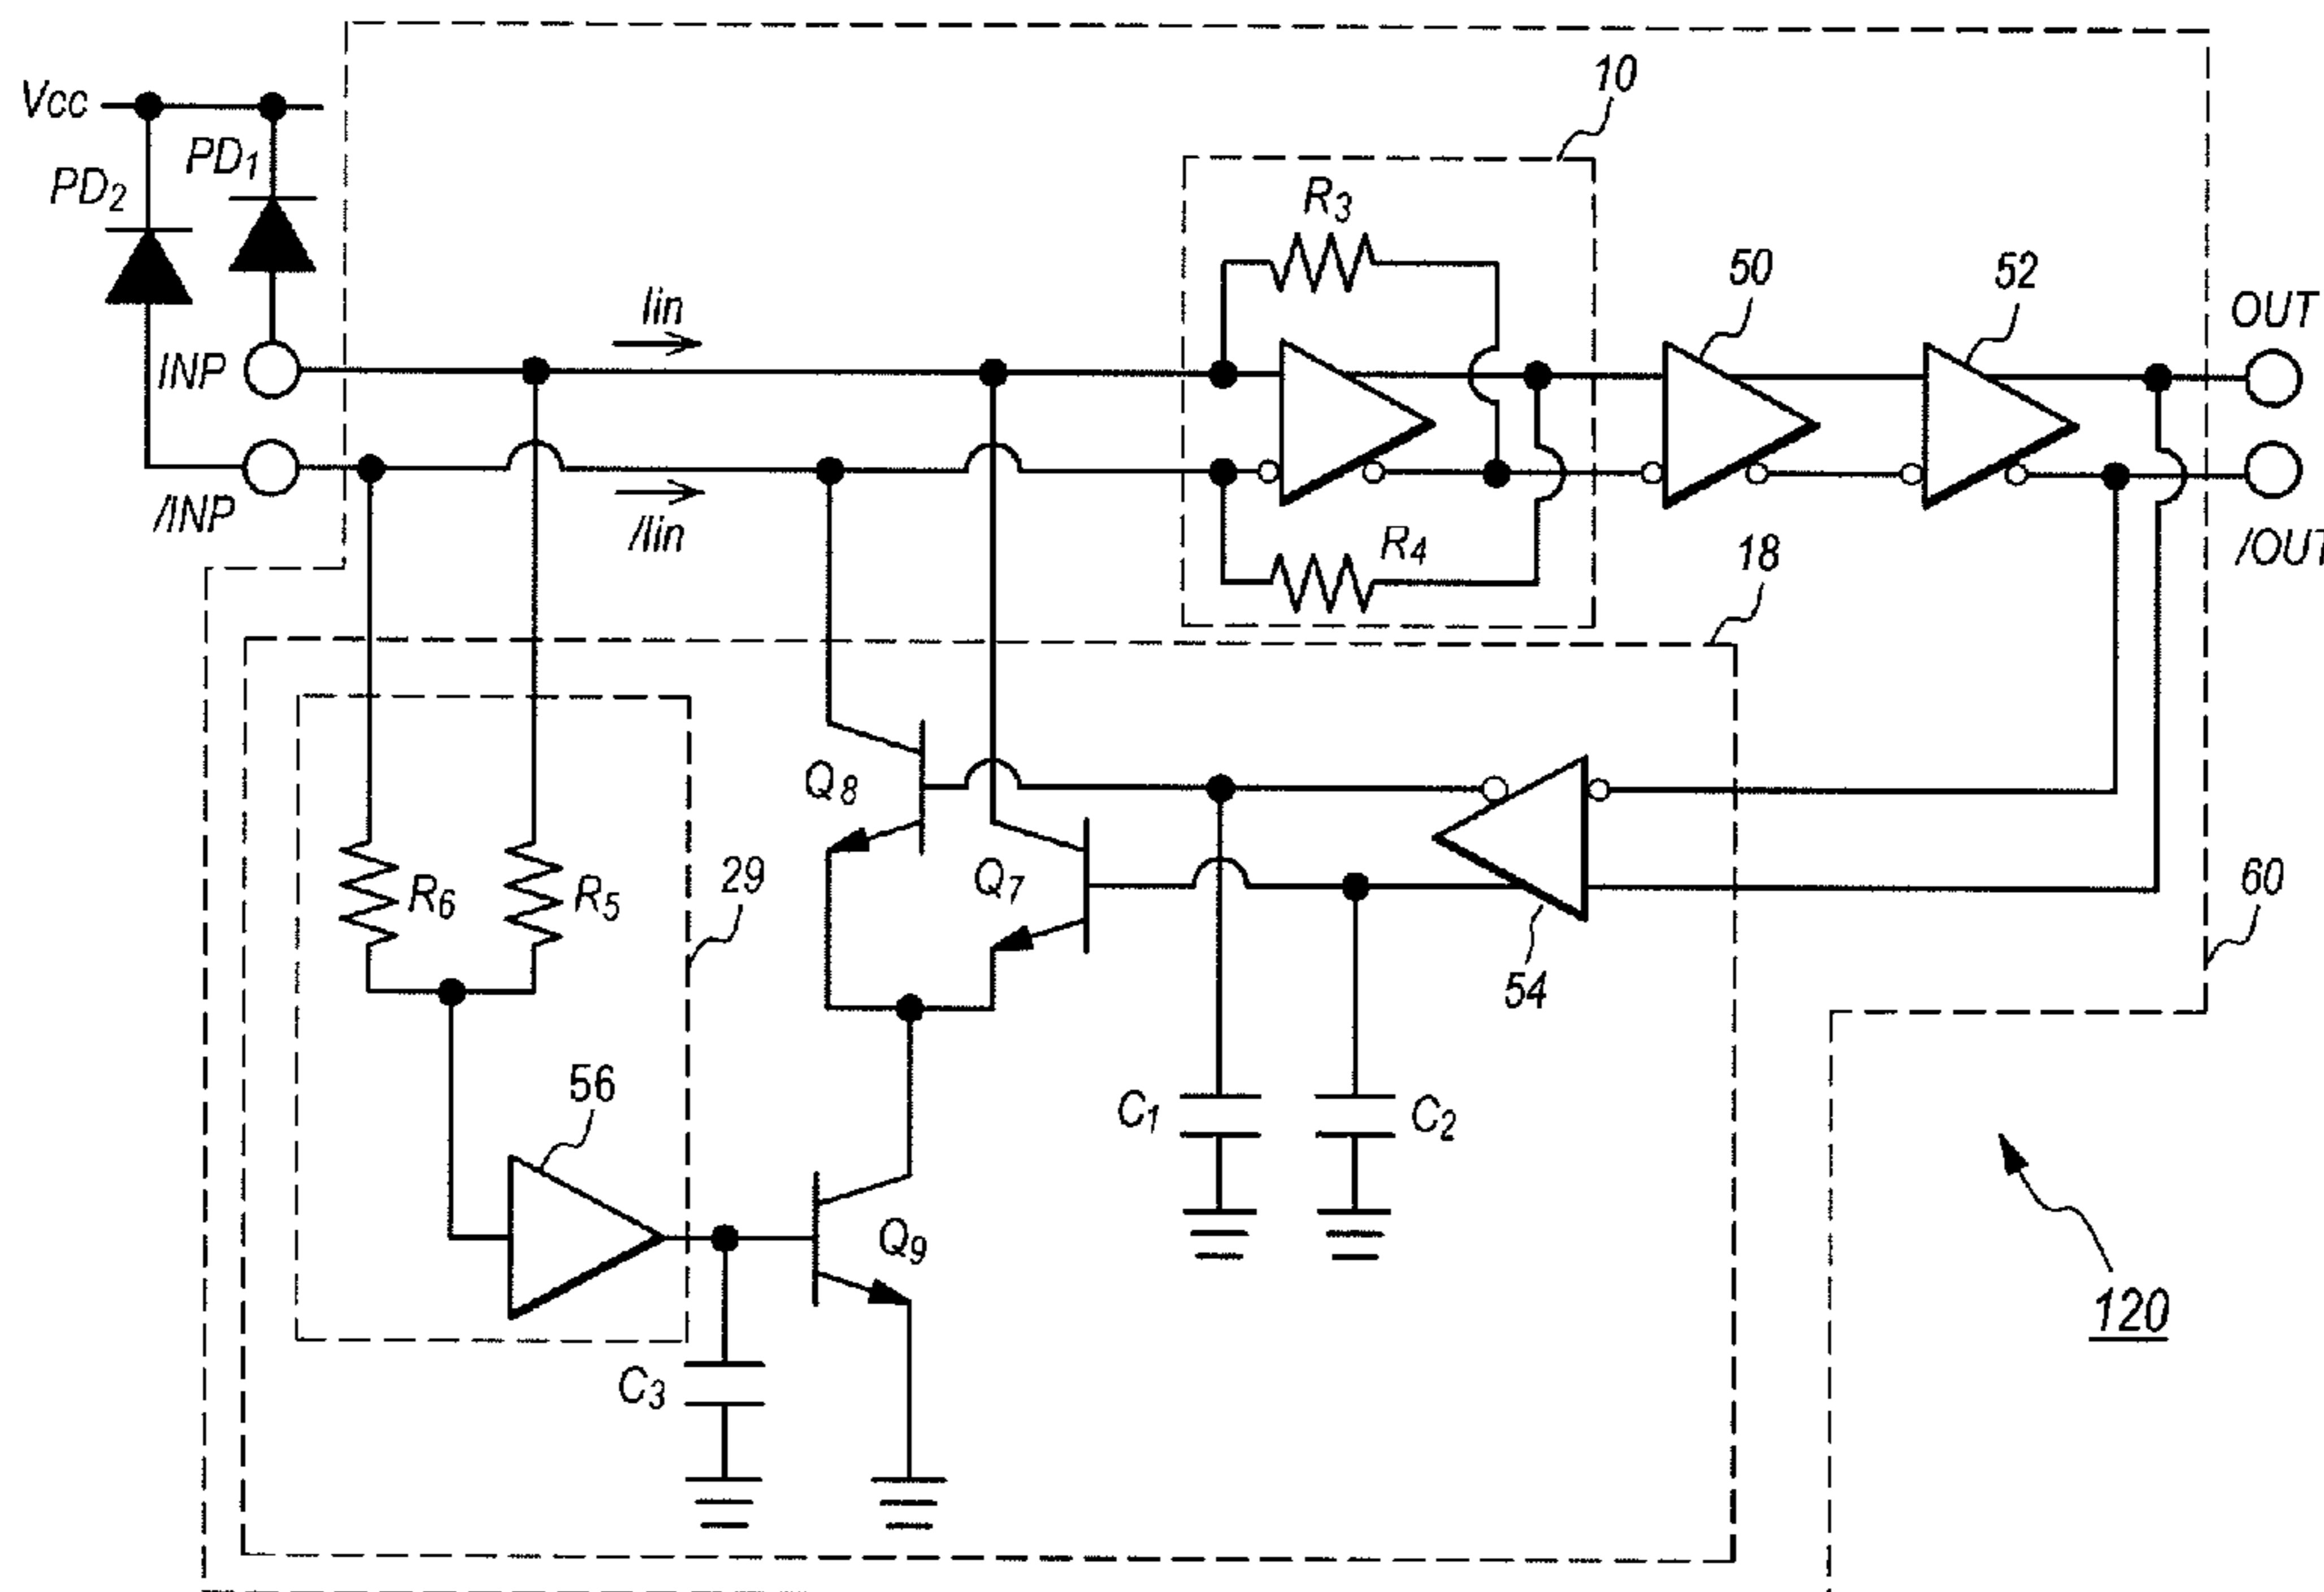 10
Vcc
PD1
PD2
R3
50
52
Iin
OUT
INP
/INP
/Iin
R4
18
/OUT
Q8
Q7
29
R6
R5
60
54
56
C1
C2
Q9
C3
120